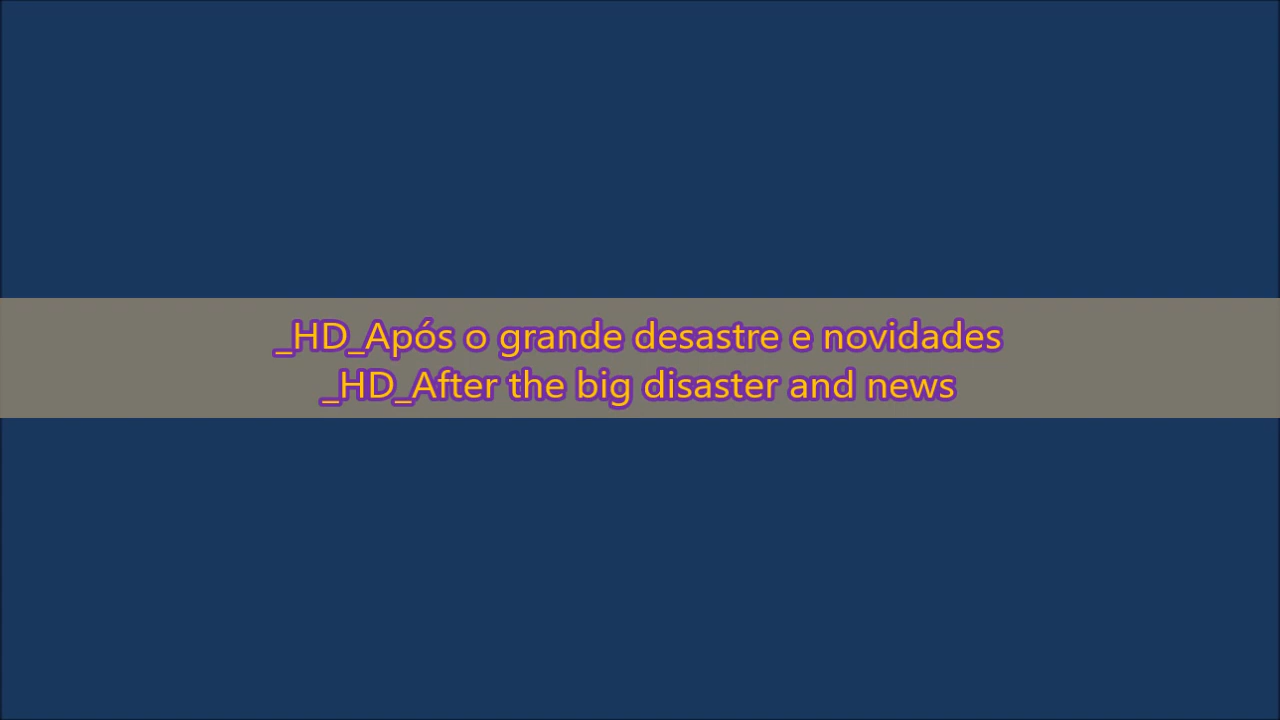 _HD_Após o grande desastre e novidades
_HD_After the big disaster and news